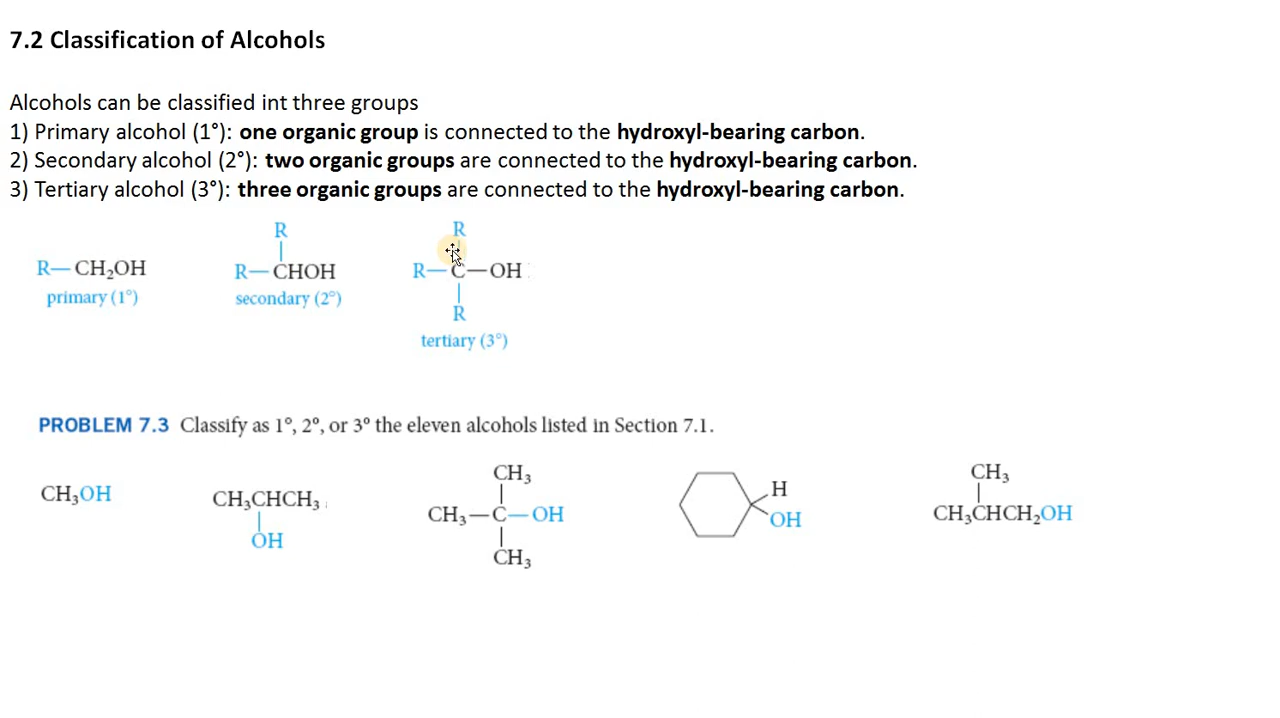 7.2 Classification of Alcohols
Alcohols can be classified int three groups
1) Primary alcohol (1°): one organic group is connected to the hydroxyl-bearing carbon.
2) Secondary alcohol (2°): two organic groups are connected to the hydroxyl-bearing carbon.
3) Tertiary alcohol (3°): three organic groups are connected to the hydroxyl-bearing carbon.
R
R
R—CH₂OH
R—CHOH
R—C—OH
primary (1°)
secondary (2°)
R
tertiary (3°)
PROBLEM 7.3 Classify as 1°, 2°, or 3° the eleven alcohols listed in Section 7.1.
CH₃OH
CH₃CHCH₃
OH
CH₃
CH₃—C—OH
CH₃
H
OH
CH₃
CH₃CHCH₂OH